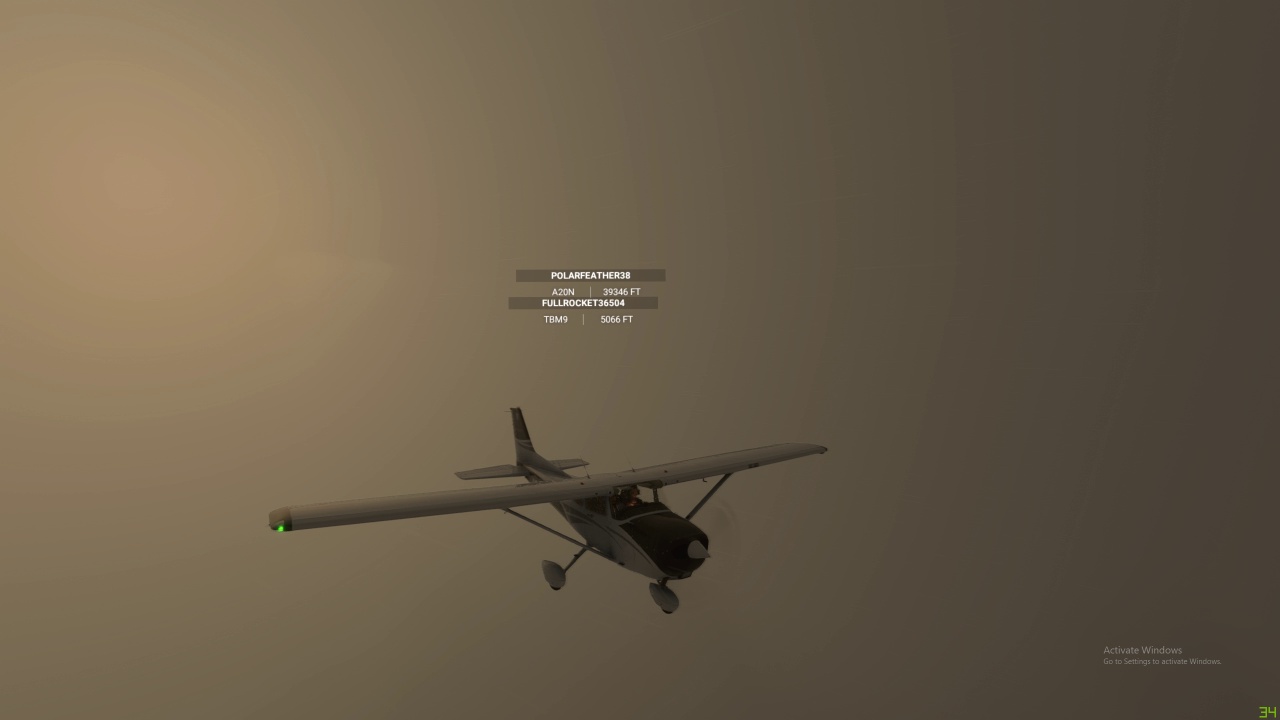 POLARFEATHER38
A20N | 39346 FT
FULLROCKET36504
TBM9 | 5066 FT
Activate Windows
Go to Settings to activate Windows.
34